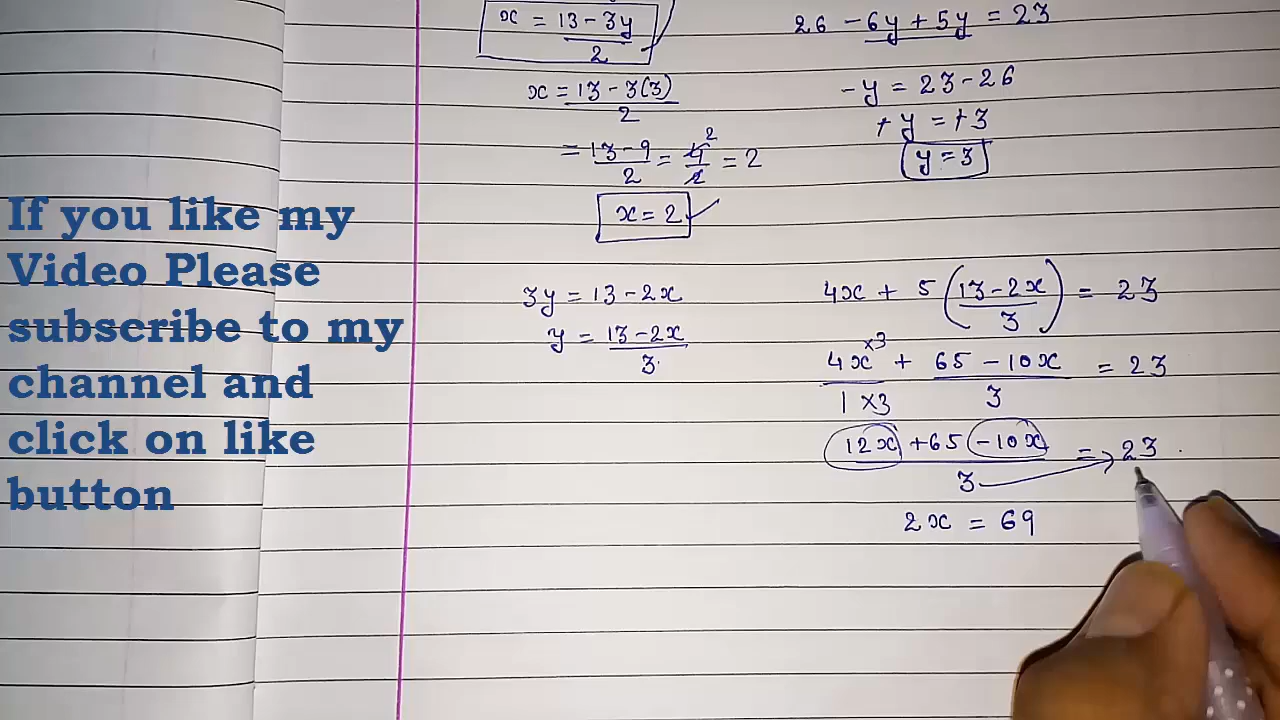 x = 13 - 3y / 2
x = 13 - 3(3) / 2
= 13 - 9 / 2 = 4 2 / 2 = 2
x = 2
26 - 6y + 5y = 23
-y = 23 - 26
+y = +3
y = 3
3y = 13 - 2x
y = 13 - 2x / 3
4x + 5 (13 - 2x / 3) = 23
4x ×3 / 1 ×3 + 65 - 10x / 3 = 23
12x + 65 - 10x / 3 = 23
2x = 69
If you like my
Video Please
subscribe to my
channel and
click on like
button